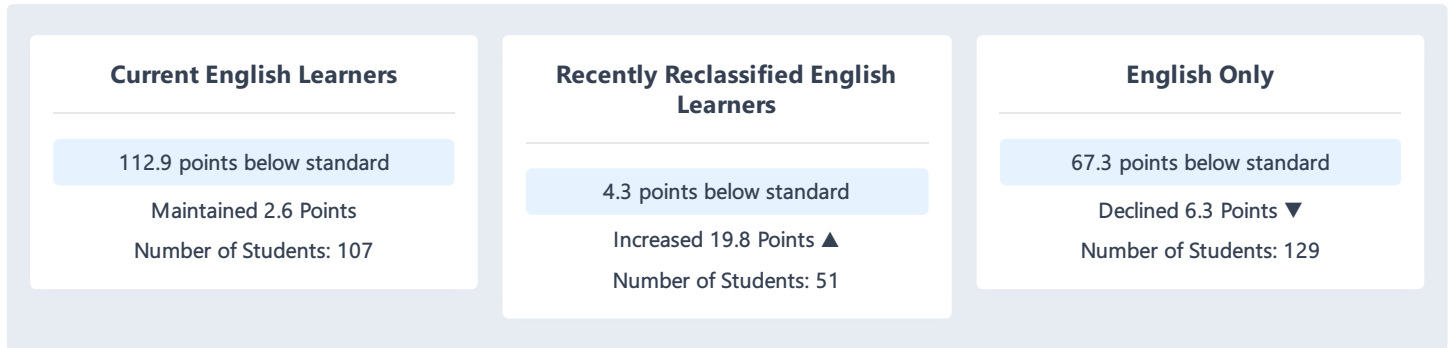 Current English Learners
112.9 points below standard
Maintained 2.6 Points
Number of Students: 107
Recently Reclassified English
Learners
4.3 points below standard
Increased 19.8 Points ▲
Number of Students: 51
English Only
67.3 points below standard
Declined 6.3 Points ▼
Number of Students: 129